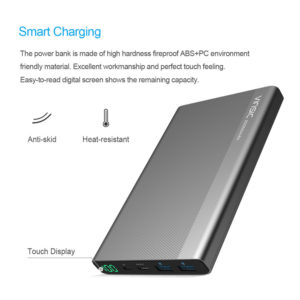 Smart Charging
The power bank is made of high hardness fireproof ABS+PC environment
friendly material. Excellent workmanship and perfect touch feeling.
Easy-to-read digital screen shows the remaining capacity.
Anti-skid
Heat-resistant
Touch Display